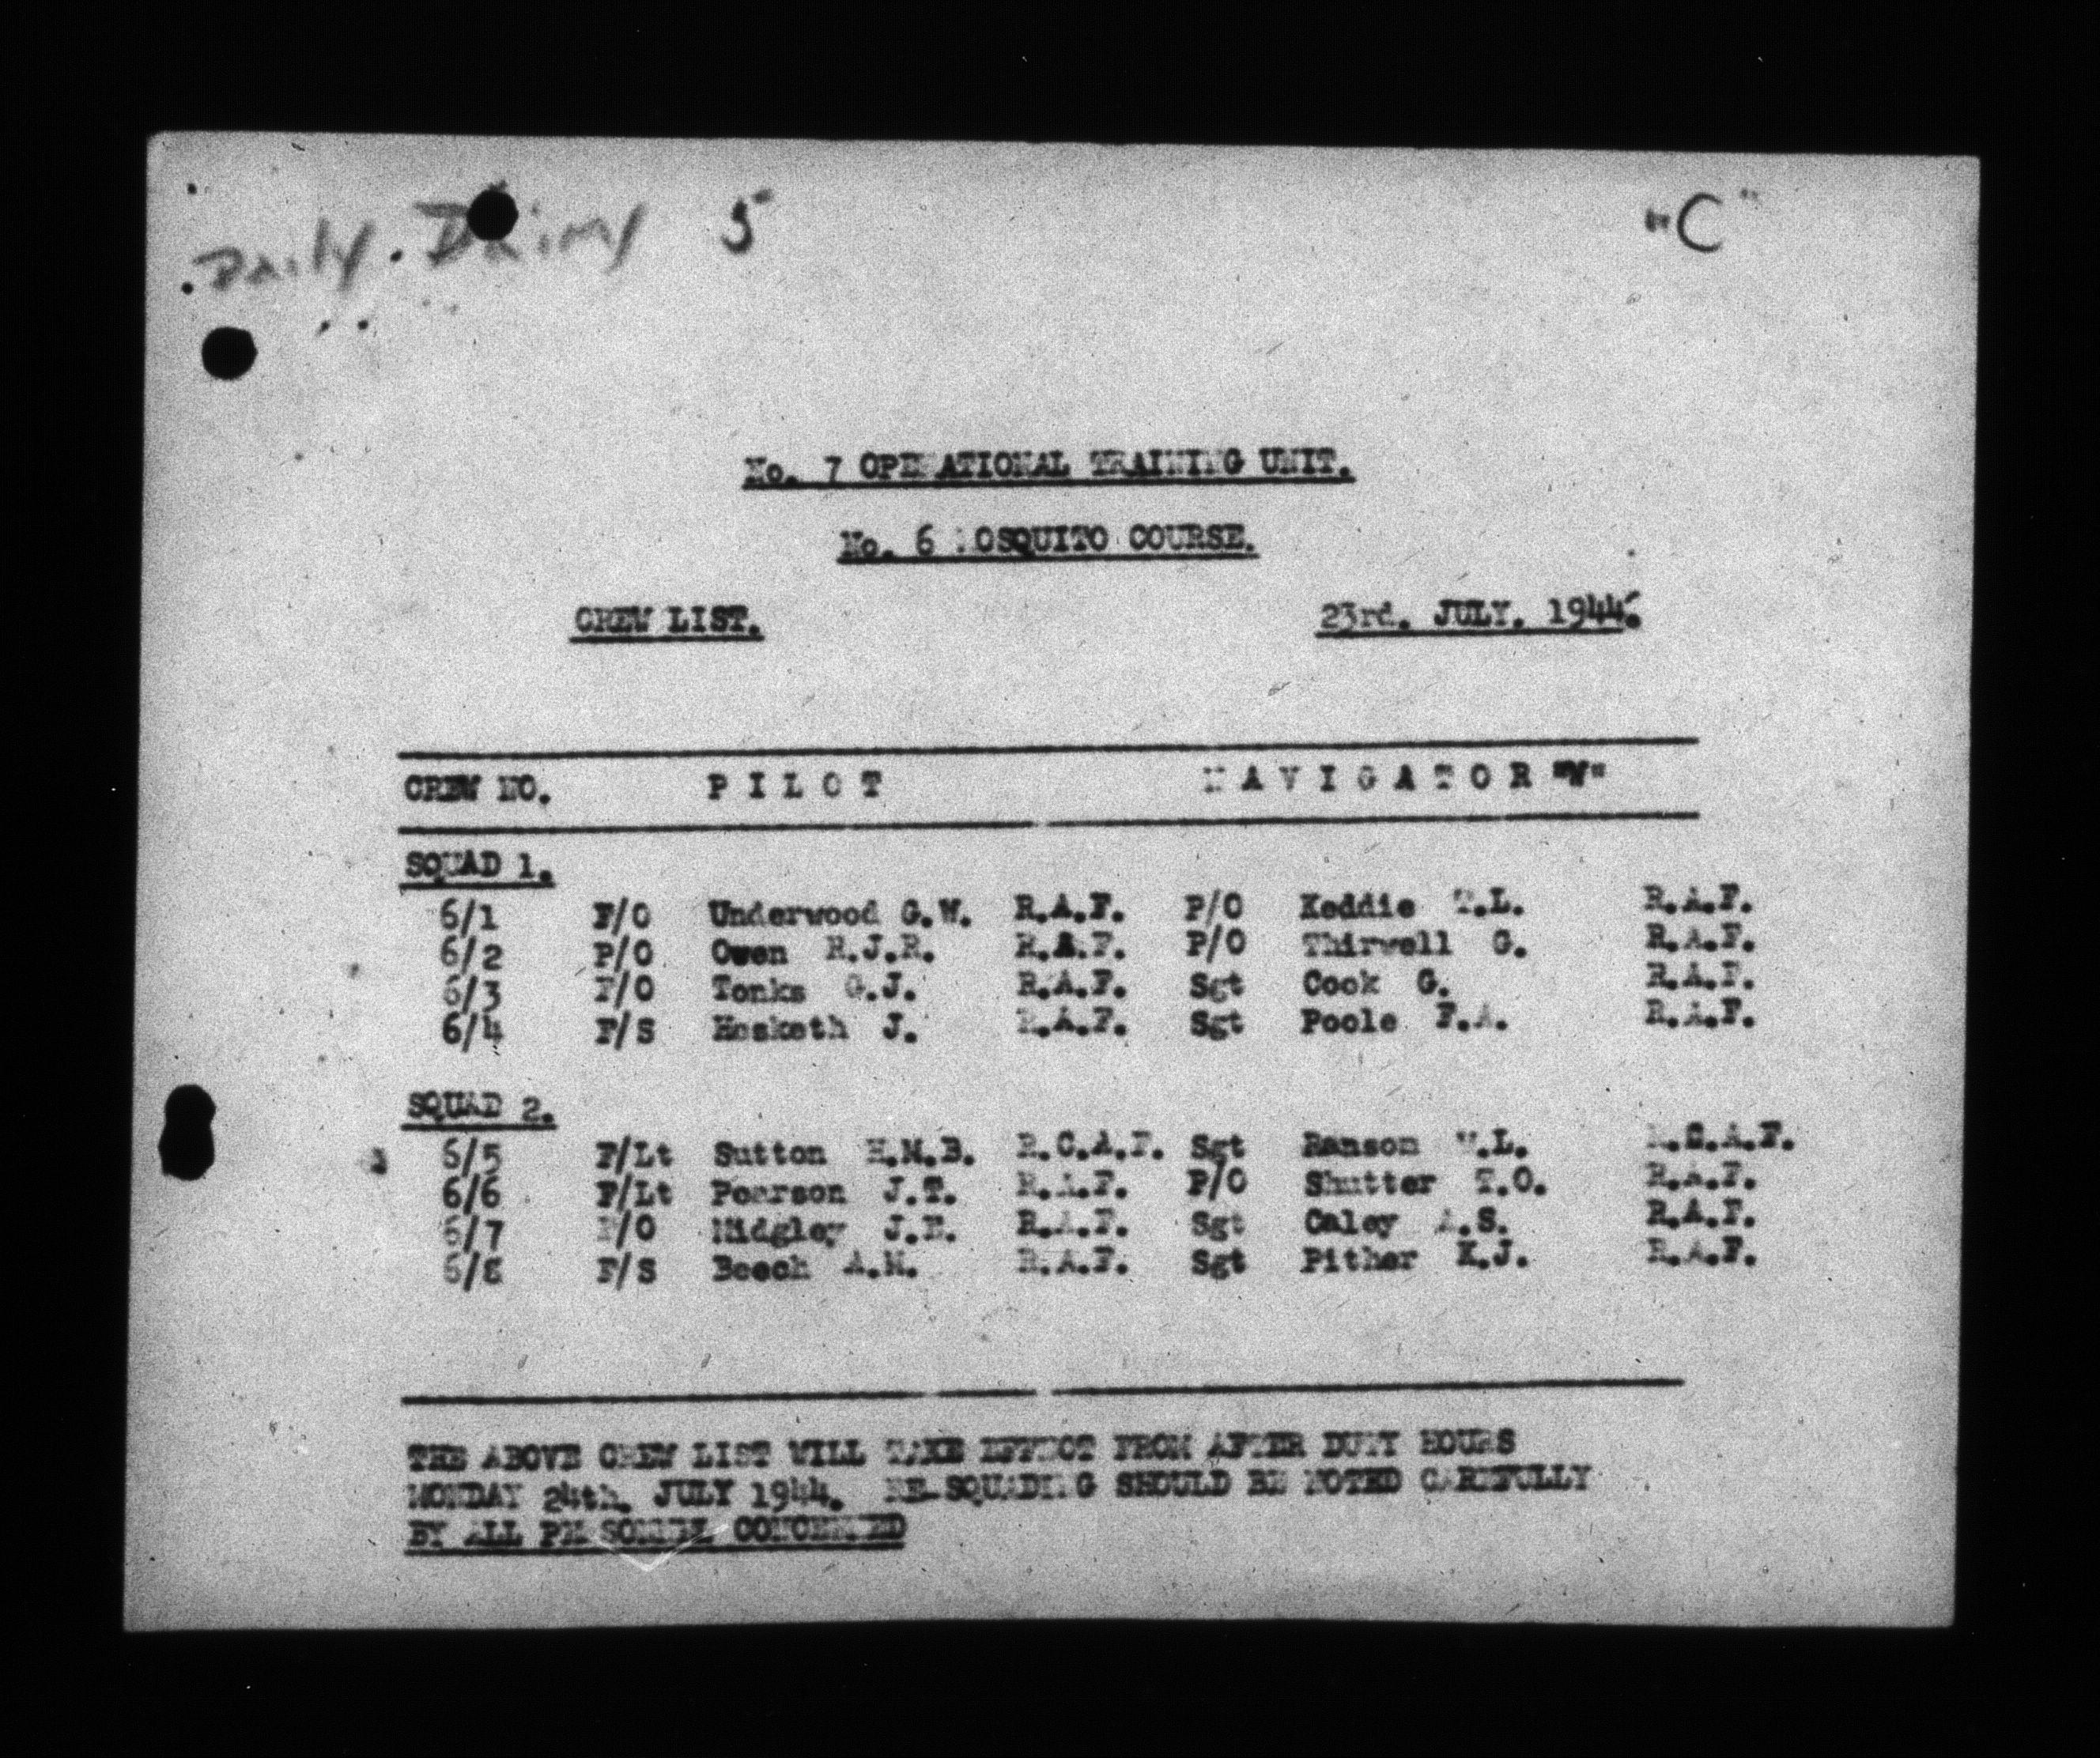 Daily. Dairy 5 "C"
No. 7 OPERATIONAL TRAINING UNIT.
No. 6 MOSQUITO COURSE.
CREW LIST. 23rd. JULY. 1944.
CREW NO. P I L O T N A V I G A T O R "W"
SQUAD 1.
6/1 F/O Underwood G.W. R.A.F. P/O Keddie T.L. R.A.F.
6/2 P/O Owen R.J.R. R.A.F. P/O Thirwell G. R.A.F.
6/3 F/O Tonks G.J. R.A.F. Sgt Cook G. R.A.F.
6/4 F/S Hesketh J. R.A.F. Sgt Poole F.A. R.A.F.
SQUAD 2.
6/5 F/Lt Sutton H.M.B. R.C.A.F. Sgt Ranson W.L. R.C.A.F.
6/6 F/Lt Pearson J.T. R.A.F. P/O Shutter T.O. R.A.F.
6/7 F/O Midgley J.E. R.A.F. Sgt Caley A.S. R.A.F.
6/8 F/S Beech A.M. R.A.F. Sgt Pither K.J. R.A.F.
THE ABOVE CREW LIST WILL TAKE EFFECT FROM AFTER DUTY HOURS
MONDAY 24th. JULY 1944. RE-SQUADING SHOULD BE NOTED CAREFULLY
BY ALL PERSONNEL CONCERNED